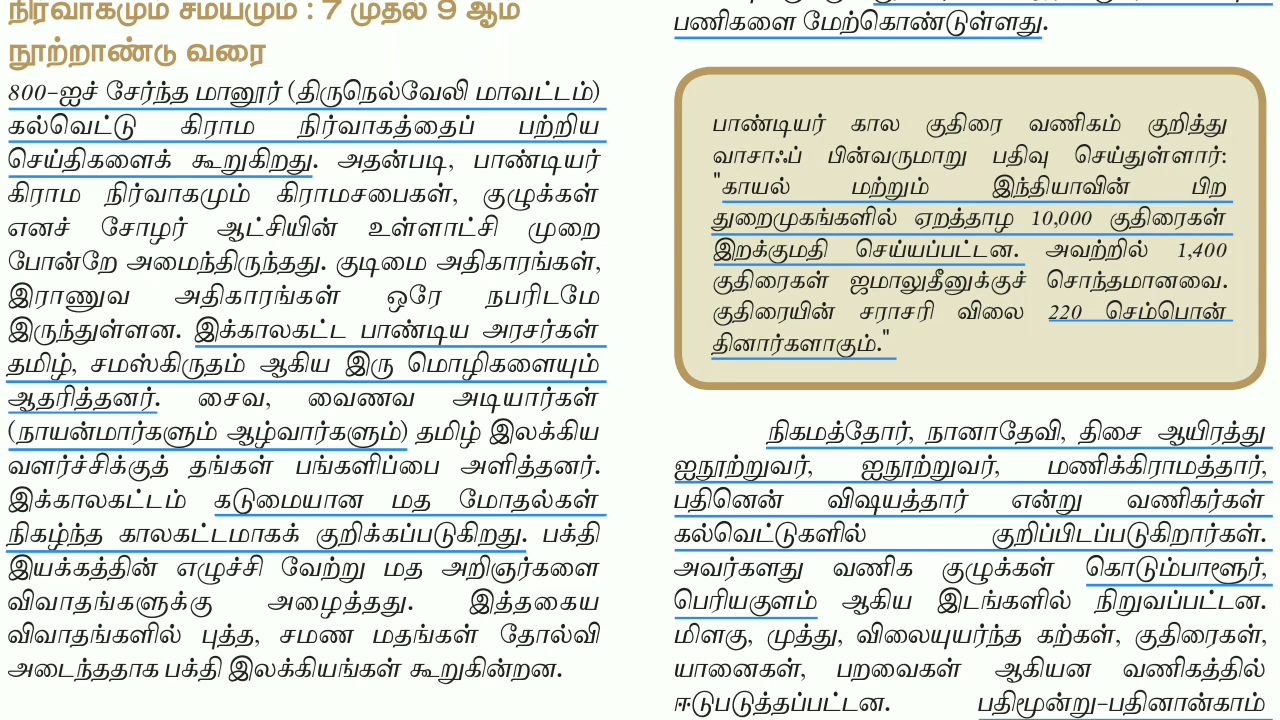 நிர்வாகமும் சமயமும் : 7 முதல் 9 ஆம்
நூற்றாண்டு வரை
800-ஐச் சேர்ந்த மானூர் (திருநெல்வேலி மாவட்டம்)
கல்வெட்டு கிராம நிர்வாகத்தைப் பற்றிய
செய்திகளைக் கூறுகிறது. அதன்படி, பாண்டியர்
கிராம நிர்வாகமும் கிராமசபைகள், குழுக்கள்
எனச் சோழர் ஆட்சியின் உள்ளாட்சி முறை
போன்றே அமைந்திருந்தது. குடிமை அதிகாரங்கள்,
இராணுவ அதிகாரங்கள் ஒரே நபரிடமே
இருந்துள்ளன. இக்காலகட்ட பாண்டிய அரசர்கள்
தமிழ், சமஸ்கிருதம் ஆகிய இரு மொழிகளையும்
ஆதரித்தனர். சைவ, வைணவ அடியார்கள்
(நாயன்மார்களும் ஆழ்வார்களும்) தமிழ் இலக்கிய
வளர்ச்சிக்குத் தங்கள் பங்களிப்பை அளித்தனர்.
இக்காலகட்டம் கடுமையான மத மோதல்கள்
நிகழ்ந்த காலகட்டமாகக் குறிக்கப்படுகிறது. பக்தி
இயக்கத்தின் எழுச்சி வேற்று மத அறிஞர்களை
விவாதங்களுக்கு அழைத்தது. இத்தகைய
விவாதங்களில் புத்த, சமண மதங்கள் தோல்வி
அடைந்ததாக பக்தி இலக்கியங்கள் கூறுகின்றன.
பணிகளை மேற்கொண்டுள்ளது.
பாண்டியர் கால குதிரை வணிகம் குறித்து
வாசாஃப் பின்வருமாறு பதிவு செய்துள்ளார்:
"காயல் மற்றும் இந்தியாவின் பிற
துறைமுகங்களில் ஏறத்தாழ 10,000 குதிரைகள்
இறக்குமதி செய்யப்பட்டன. அவற்றில் 1,400
குதிரைகள் ஜமாலுதீனுக்குச் சொந்தமானவை.
குதிரையின் சராசரி விலை 220 செம்பொன்
தினார்களாகும்."
நிகமத்தோர், நானாதேவி, திசை ஆயிரத்து
ஐநூற்றுவர், ஐநூற்றுவர், மணிக்கிராமத்தார்,
பதினென் விஷயத்தார் என்று வணிகர்கள்
கல்வெட்டுகளில் குறிப்பிடப்படுகிறார்கள்.
அவர்களது வணிக குழுக்கள் கொடும்பாளூர்,
பெரியகுளம் ஆகிய இடங்களில் நிறுவப்பட்டன.
மிளகு, முத்து, விலையுயர்ந்த கற்கள், குதிரைகள்,
யானைகள், பறவைகள் ஆகியன வணிகத்தில்
ஈடுபடுத்தப்பட்டன. பதிமூன்று-பதினான்காம்